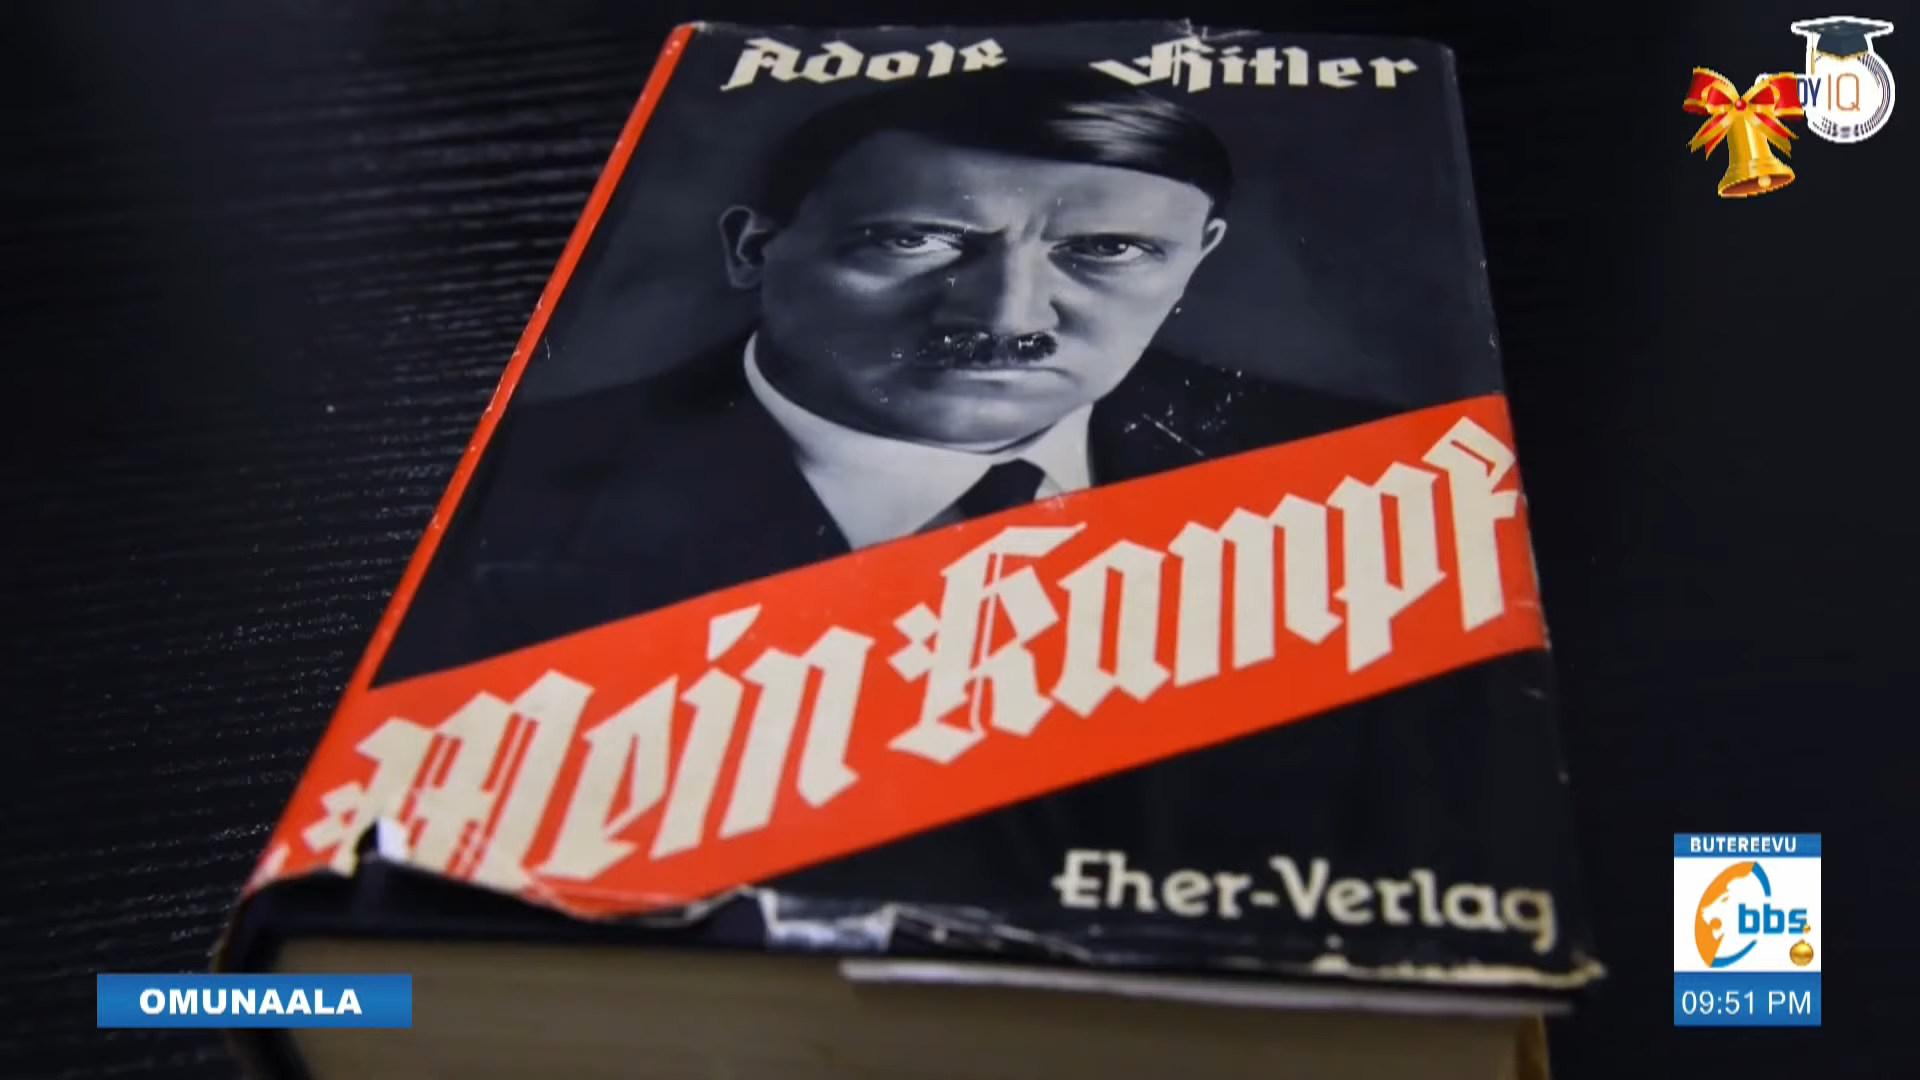 Adolf Hitler
Mein Kampf
Eher-Verlag
IQ
BUTEREEVU
bbs
09:51 PM
OMUNAALA